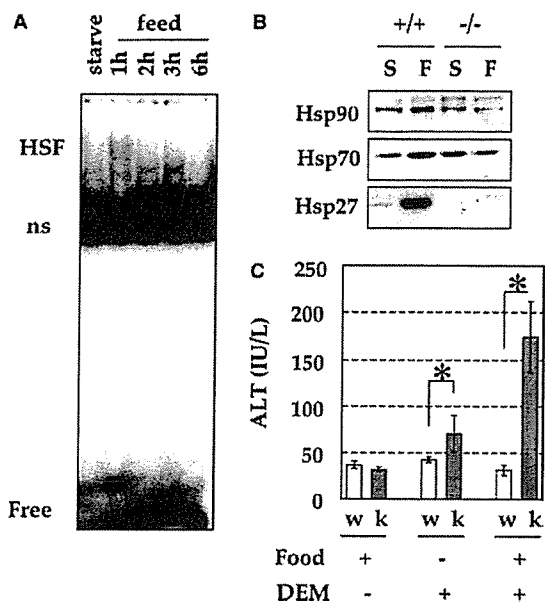 A
feed
starve 1h 2h 3h 6h
HSF
ns
Free
B
+/+ -/-
S F S F
Hsp90
Hsp70
Hsp27
C
ALT (IU/L)
250
200
150
100
50
0
* *
w k w k w k
Food + - +
DEM - + +